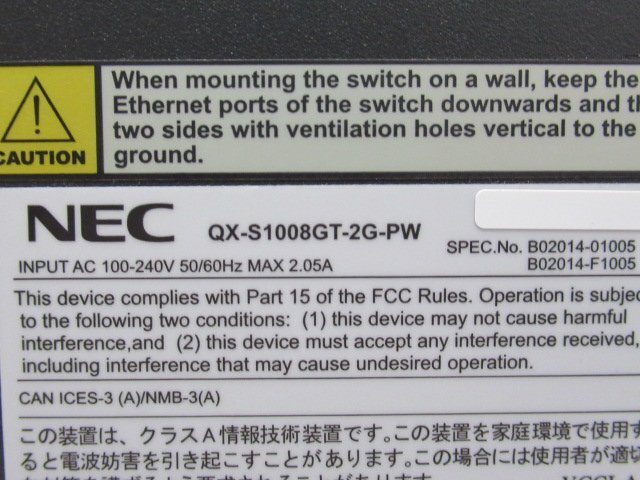 When mounting the switch on a wall, keep the
Ethernet ports of the switch downwards and
two sides with ventilation holes vertical to the
ground.
CAUTION
NEC QX-S1008GT-2G-PW
SPEC.No. B02014-01005
B02014-F1005
INPUT AC 100-240V 50/60Hz MAX 2.05A
This device complies with Part 15 of the FCC Rules. Operation is
to the following two conditions: (1) this device may not cause harmful
interference,and (2) this device must accept any interference received,
including interference that may cause undesired operation.
CAN ICES-3 (A)/NMB-3(A)
この装置は、クラスA情報技術装置です。この装置を家庭環境で使用す
ると電波妨害を引き起こすことがあります。この場合には使用者が適切